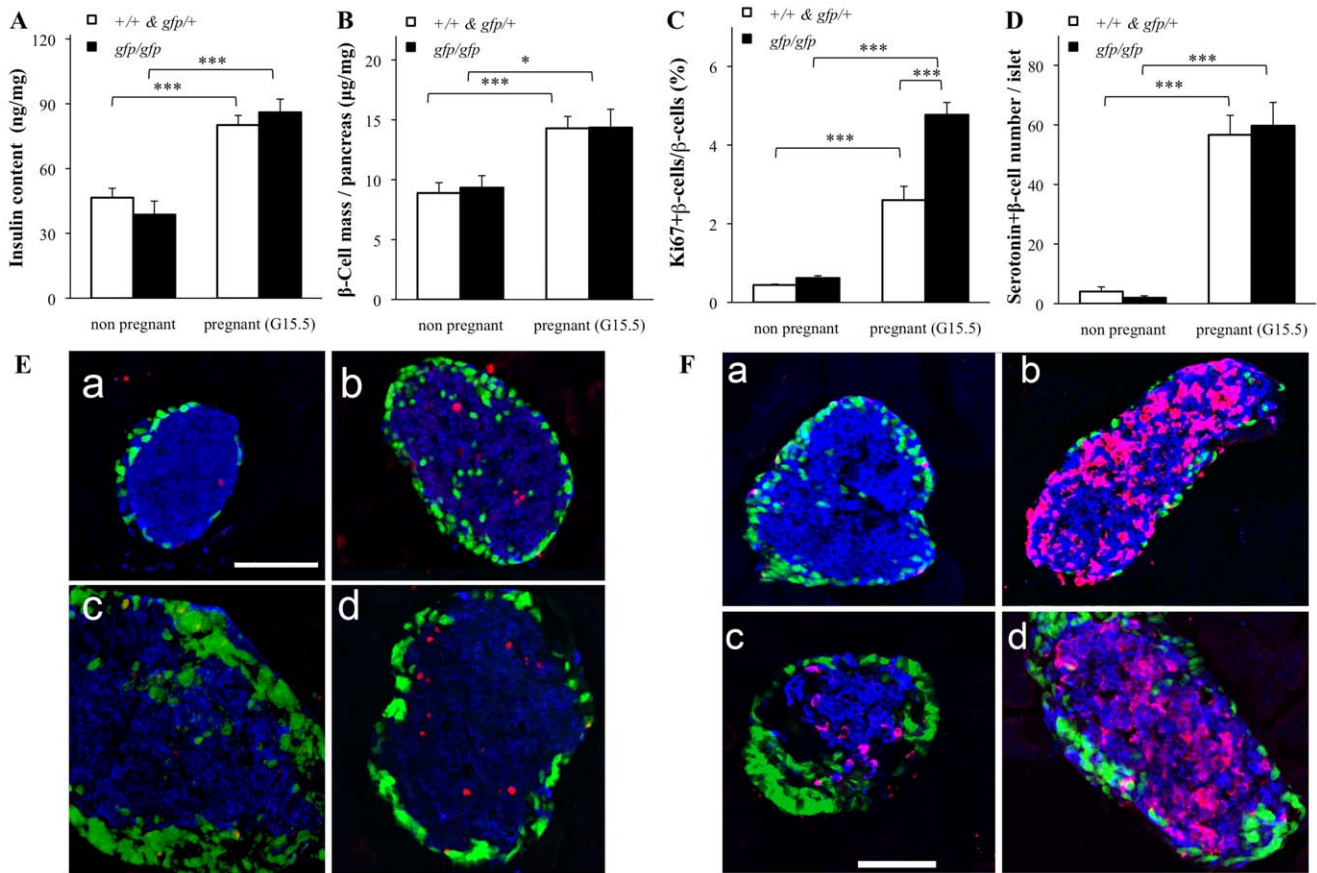 A
+/+ & gfp/+
gfp/gfp
Insulin content (ng/mg)
120
90
60
30
0
***
***
non pregnant
pregnant (G15.5)
B
+/+ & gfp/+
gfp/gfp
β-Cell mass / pancreas (μg/mg)
20
15
10
5
0
*
***
non pregnant
pregnant (G15.5)
C
+/+ & gfp/+
gfp/gfp
Ki67+β-cells/β-cells (%)
6
4
2
0
***
***
***
non pregnant
pregnant (G15.5)
D
+/+ & gfp/+
gfp/gfp
Serotonin+β-cell number / islet
80
60
40
20
0
***
***
non pregnant
pregnant (G15.5)
E
a
b
c
d
F
a
b
c
d